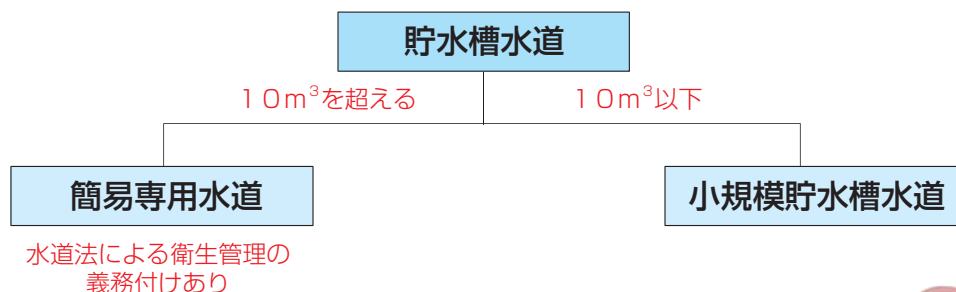 貯水槽水道
１０m³を超える
１０m³以下
簡易専用水道
小規模貯水槽水道
水道法による衛生管理の
義務付けあり